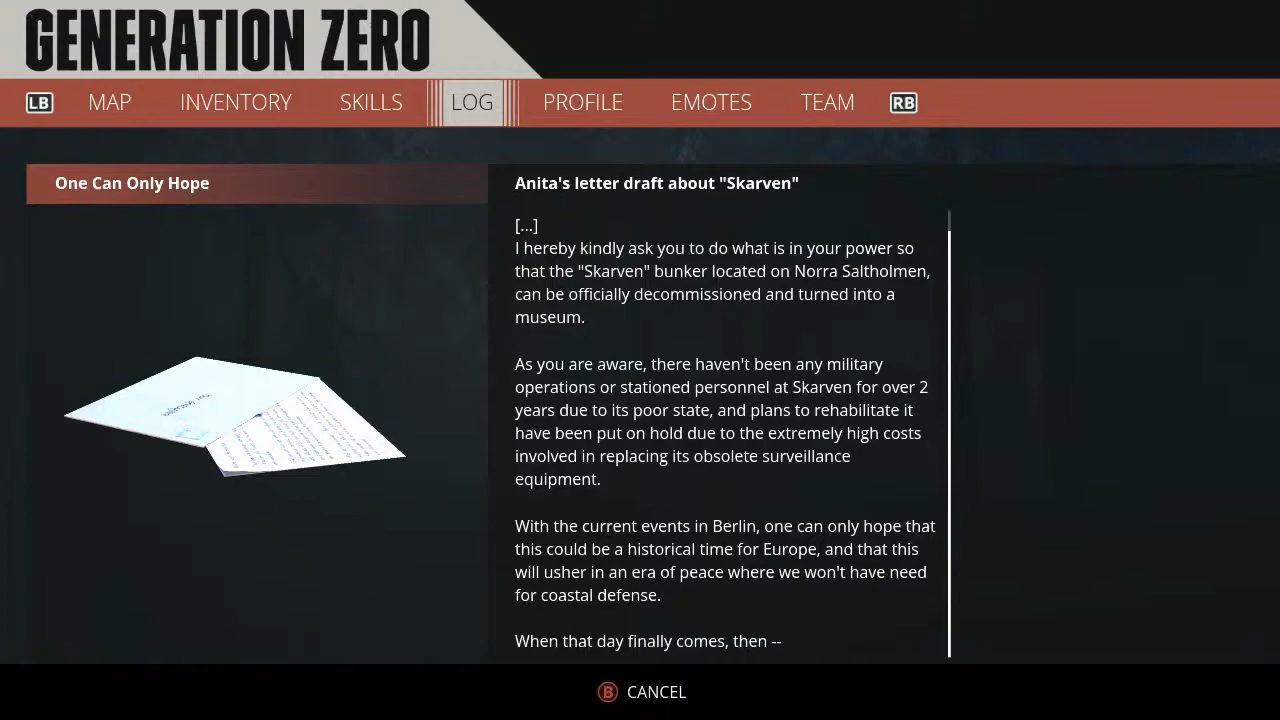 GENERATION ZERO
LB MAP INVENTORY SKILLS LOG PROFILE EMOTES TEAM RB
One Can Only Hope
Anita's letter draft about "Skarven"
[...]
I hereby kindly ask you to do what is in your power so
that the "Skarven" bunker located on Norra Saltholmen,
can be officially decommissioned and turned into a
museum.
As you are aware, there haven't been any military
operations or stationed personnel at Skarven for over 2
years due to its poor state, and plans to rehabilitate it
have been put on hold due to the extremely high costs
involved in replacing its obsolete surveillance
equipment.
With the current events in Berlin, one can only hope that
this could be a historical time for Europe, and that this
will usher in an era of peace where we won't have need
for coastal defense.
When that day finally comes, then --
B CANCEL